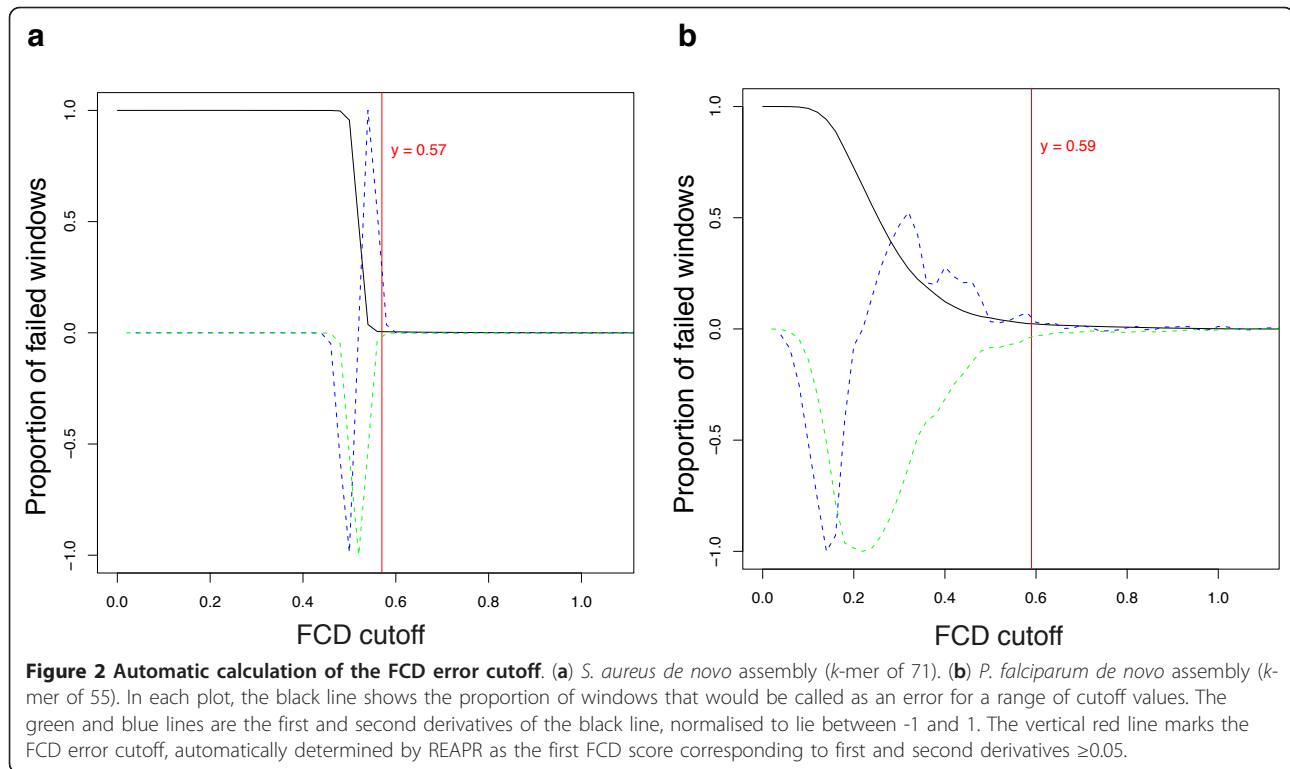 a
b
Proportion of failed windows
1.0
0.5
0.0
-0.5
-1.0
y = 0.57
0.0 0.2 0.4 0.6 0.8 1.0
FCD cutoff
Proportion of failed windows
1.0
0.5
0.0
-0.5
-1.0
y = 0.59
0.0 0.2 0.4 0.6 0.8 1.0
FCD cutoff
Figure 2 Automatic calculation of the FCD error cutoff. (a) S. aureus de novo assembly (k-mer of 71). (b) P. falciparum de novo assembly (k-
mer of 55). In each plot, the black line shows the proportion of windows that would be called as an error for a range of cutoff values. The
green and blue lines are the first and second derivatives of the black line, normalised to lie between -1 and 1. The vertical red line marks the
FCD error cutoff, automatically determined by REAPR as the first FCD score corresponding to first and second derivatives ≥0.05.